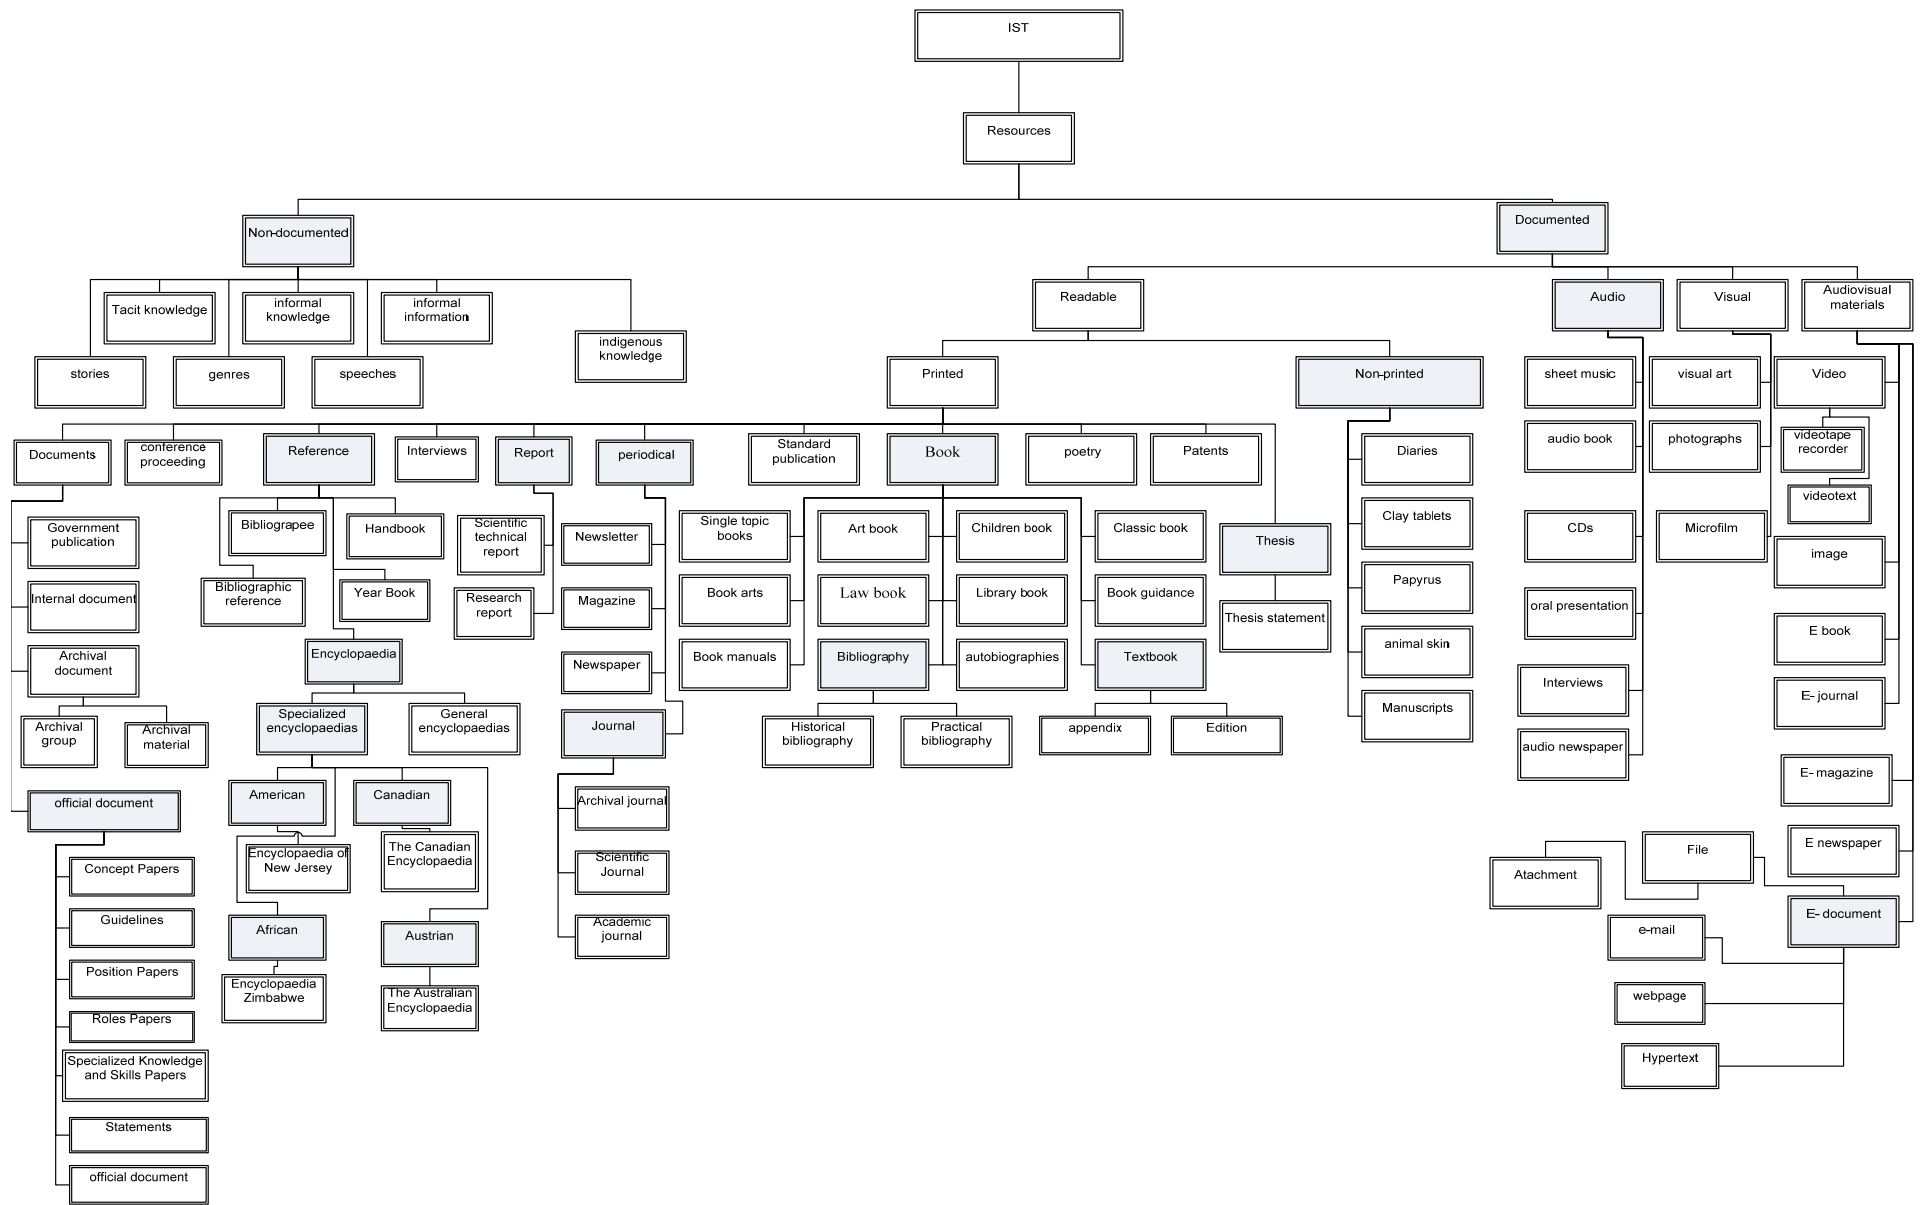 IST
Resources
Non-documented
Documented
Tacit knowledge
informal
knowledge
informal
information
indigenous
knowledge
stories
genres
speeches
Readable
Audio
Visual
Audiovisual
materials
Printed
Non-printed
sheet music
visual art
Video
Documents
conference
proceeding
Reference
Interviews
Report
periodical
Standard
publication
Book
poetry
Patents
Diaries
audio book
photographs
videotape
recorder
videotext
Government
publication
Bibliograpee
Handbook
Scientific
technical
report
Newsletter
Single topic
books
Art book
Children book
Classic book
Thesis
Clay tablets
CDs
Microfilm
image
Internal document
Bibliographic
reference
Year Book
Research
report
Magazine
Book arts
Law book
Library book
Book guidance
Thesis statement
Papyrus
oral presentation
E book
Archival
document
Encyclopaedia
Newspaper
Book manuals
Bibliography
autobiographies
Textbook
animal skin
Interviews
E- journal
Archival
group
Archival
material
Specialized
encyclopaedias
General
encyclopaedias
Journal
Historical
bibliography
Practical
bibliography
appendix
Edition
Manuscripts
audio newspaper
E- magazine
official document
American
Canadian
Archival journal
Encyclopaedia of
New Jersey
The Canadian
Encyclopaedia
Scientific
Journal
File
E newspaper
Concept Papers
Atachment
Guidelines
African
Austrian
Academic
journal
e-mail
E- document
Position Papers
Encyclopaedia
Zimbabwe
The Australian
Encyclopaedia
webpage
Roles Papers
Specialized Knowledge
and Skills Papers
Hypertext
Statements
official document